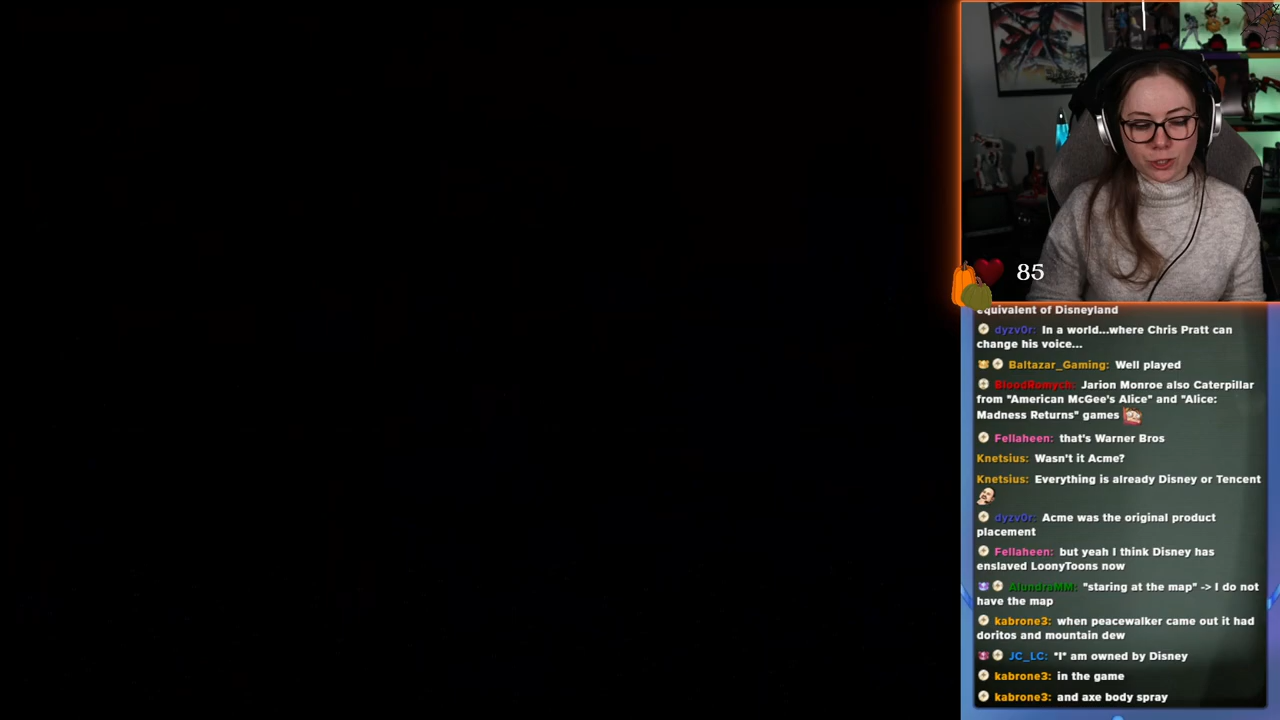 85
equivalent of Disneyland
dyzv0r: In a world...where Chris Pratt can
change his voice...
Baltazar_Gaming: Well played
BloodRomych: Jarion Monroe also Caterpillar
from "American McGee's Alice" and "Alice:
Madness Returns" games
Fellaheen: that's Warner Bros
Knetsius: Wasn't it Acme?
Knetsius: Everything is already Disney or Tencent
dyzv0r: Acme was the original product
placement
Fellaheen: but yeah I think Disney has
enslaved LoonyToons now
AlundraMM: "staring at the map" -> I do not
have the map
kabrone3: when peacewalker came out it had
doritos and mountain dew
JC_LC: *I* am owned by Disney
kabrone3: in the game
kabrone3: and axe body spray